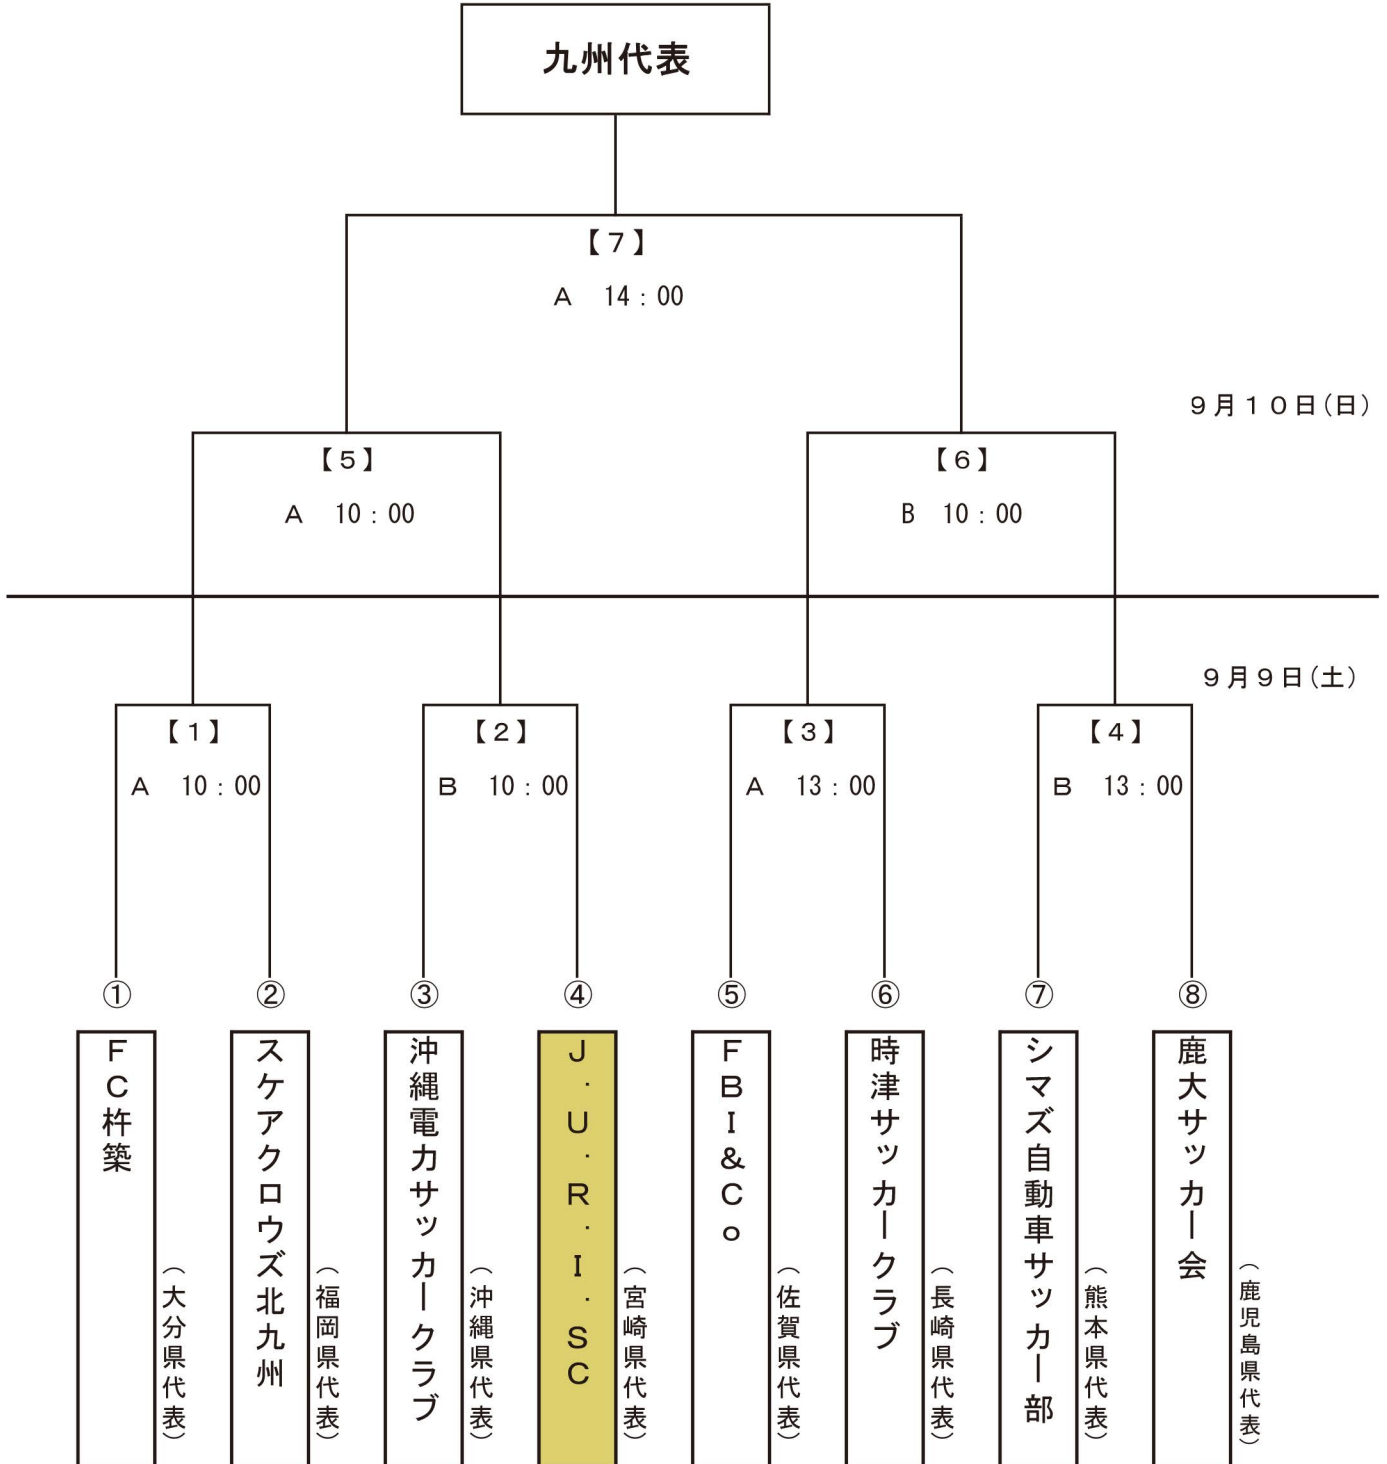 九州代表
【７】
A 14：00
９月１０日（日）
【５】
A 10：00
【６】
B 10：00
９月９日（土）
【１】
A 10：00
【２】
B 10：00
【３】
A 13：00
【４】
B 13：00
①
②
③
④
⑤
⑥
⑦
⑧
FC杵築
（大分県代表）
スケアクロウズ北九州
（福岡県代表）
沖縄電力サッカークラブ
（沖縄県代表）
J．U．R．I．SC
（宮崎県代表）
FBI&Co
（佐賀県代表）
時津サッカークラブ
（長崎県代表）
シマズ自動車サッカー部
（熊本県代表）
鹿大サッカー会
（鹿児島県代表）